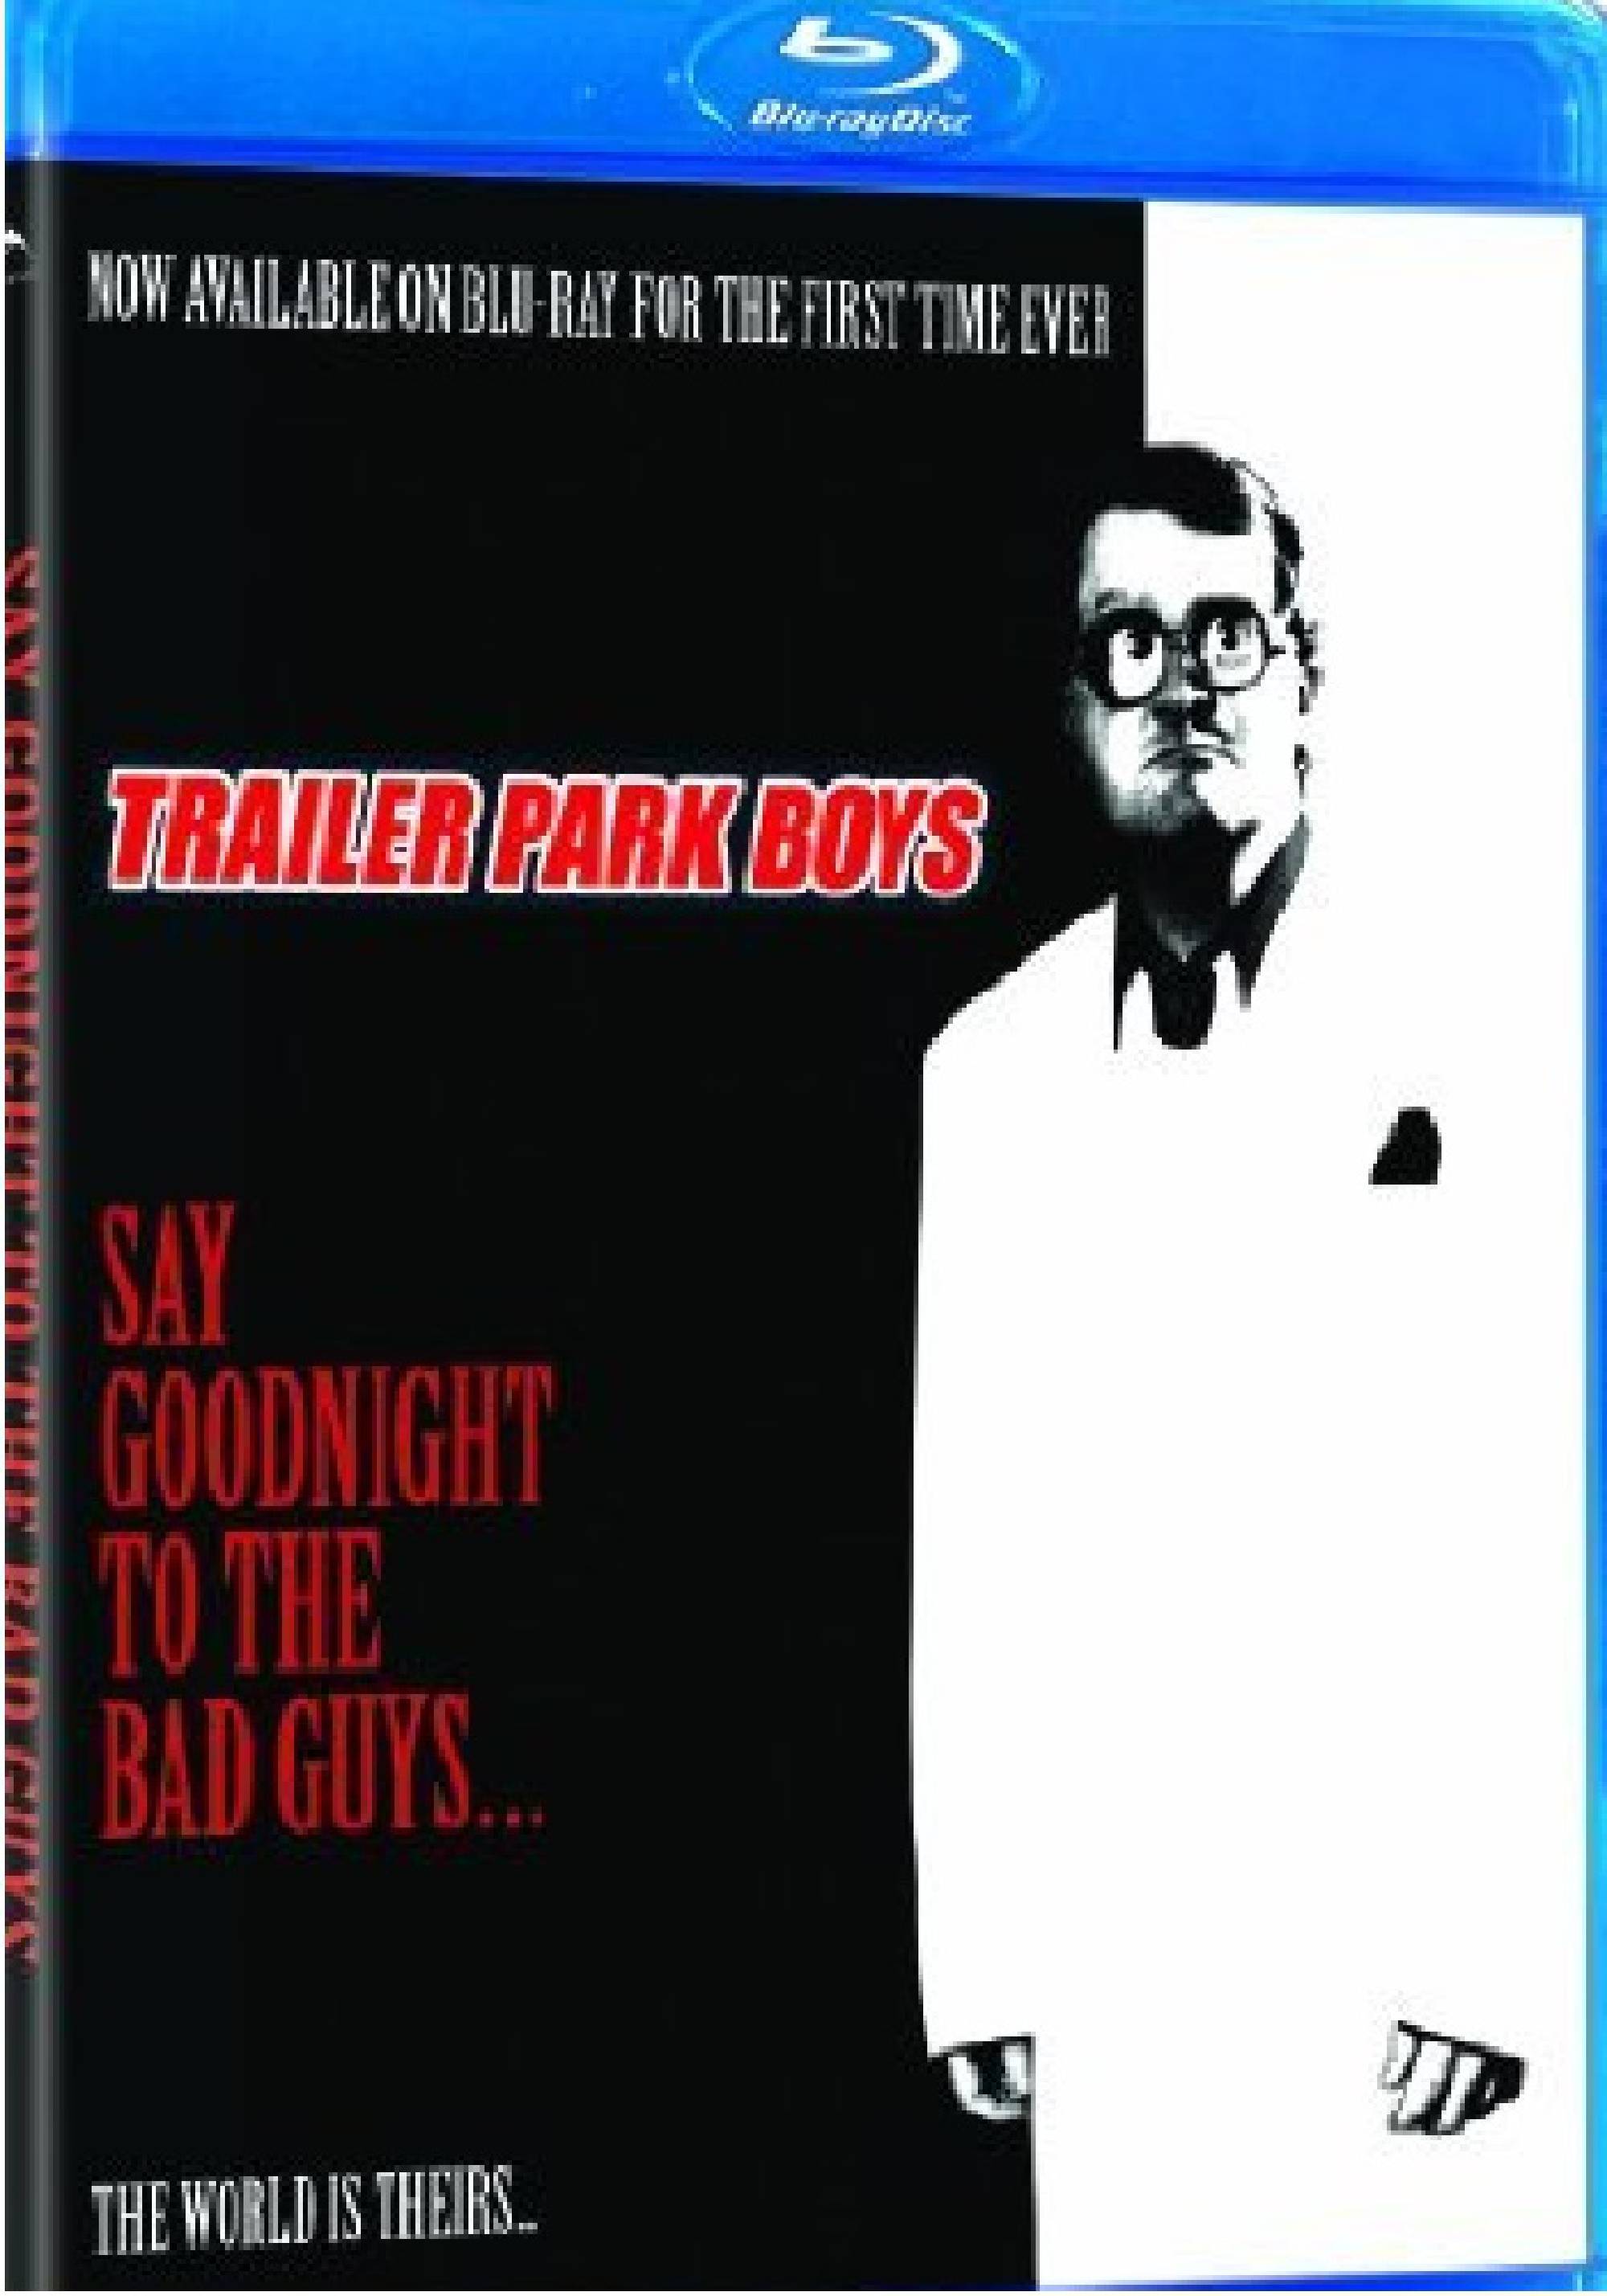 Blu-ray Disc
NOW AVAILABLE ON BLU-RAY FOR THE FIRST TIME EVER
TRAILER PARK BOYS
SAY
GOODNIGHT
TO THE
BAD GUYS...
THE WORLD IS THEIRS...
SAY GOODNIGHT TO THE BAD GUYS